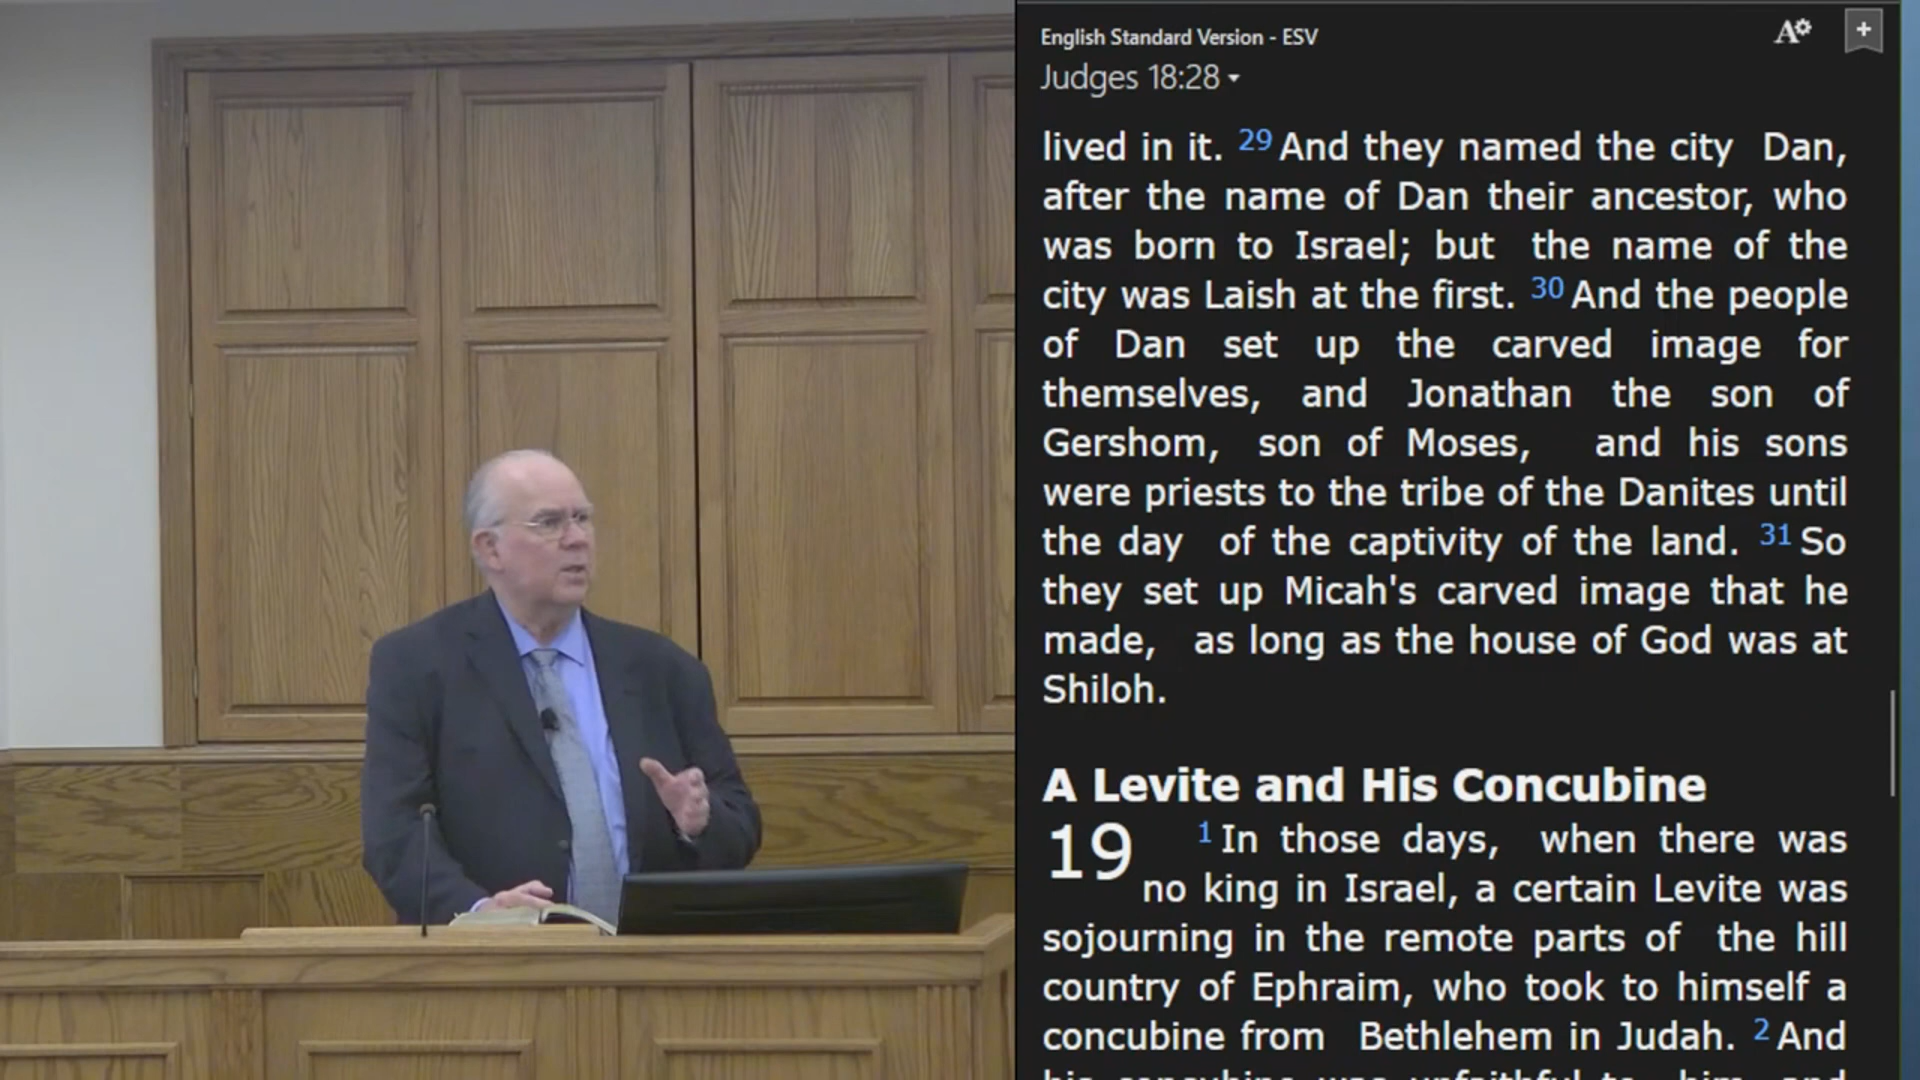 English Standard Version - ESV
Judges 18:28
lived in it. 29 And they named the city Dan,
after the name of Dan their ancestor, who
was born to Israel; but the name of the
city was Laish at the first. 30 And the people
of Dan set up the carved image for
themselves, and Jonathan the son of
Gershom, son of Moses, and his sons
were priests to the tribe of the Danites until
the day of the captivity of the land. 31 So
they set up Micah's carved image that he
made, as long as the house of God was at
Shiloh.
A Levite and His Concubine
19 1 In those days, when there was
no king in Israel, a certain Levite was
sojourning in the remote parts of the hill
country of Ephraim, who took to himself a
concubine from Bethlehem in Judah. 2 And
his concubine was unfaithful to him, and